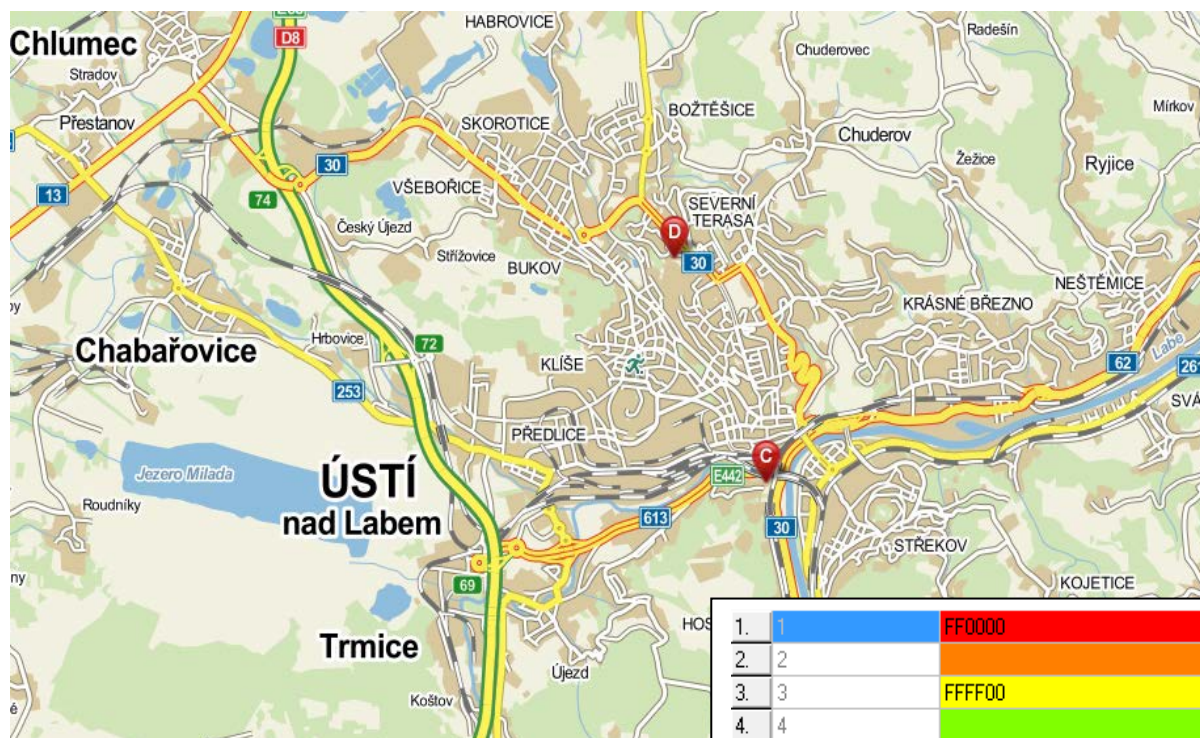 HABROVICE
Radešín
D8
Chlumec
Chuderovec
Stradov
Mírkov
BOŽTĚŠICE
Přestanov
SKOROTICE
Chuderov
Žežice
Ryjice
30
VŠEBOŘICE
13
74
SEVERNÍ
TERASA
Český Újezd
D
Střížovice
BUKOV
30
NEŠTĚMICE
KRÁSNÉ BŘEZNO
Hrbovice
72
Labe
Chabařovice
KLÍŠE
62
261
253
SVÁ
PŘEDLICE
C
Jezero Milada
ÚSTÍ
nad Labem
E442
Roudníky
613
30
STŘEKOV
69
KOJETICE
HOS
Trmice
Újezd
Koštov
1. 1 FF0000
2. 2
3. 3 FFFF00
4. 4